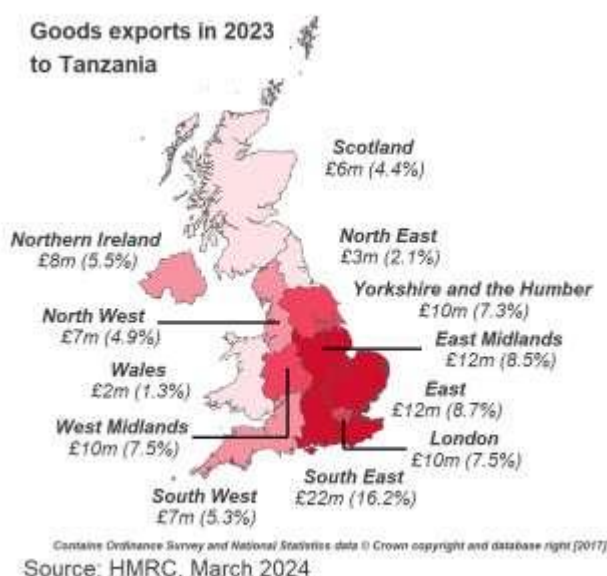 Goods exports in 2023
to Tanzania
Scotland
£6m (4.4%)
Northern Ireland
£8m (5.5%)
North East
£3m (2.1%)
Yorkshire and the Humber
£10m (7.3%)
North West
£7m (4.9%)
East Midlands
£12m (8.5%)
Wales
£2m (1.3%)
East
£12m (8.7%)
West Midlands
£10m (7.5%)
London
£10m (7.5%)
South East
£22m (16.2%)
South West
£7m (5.3%)
Contains Ordinance Survey and National Statistics data © Crown copyright and database right [2017]
Source: HMRC, March 2024